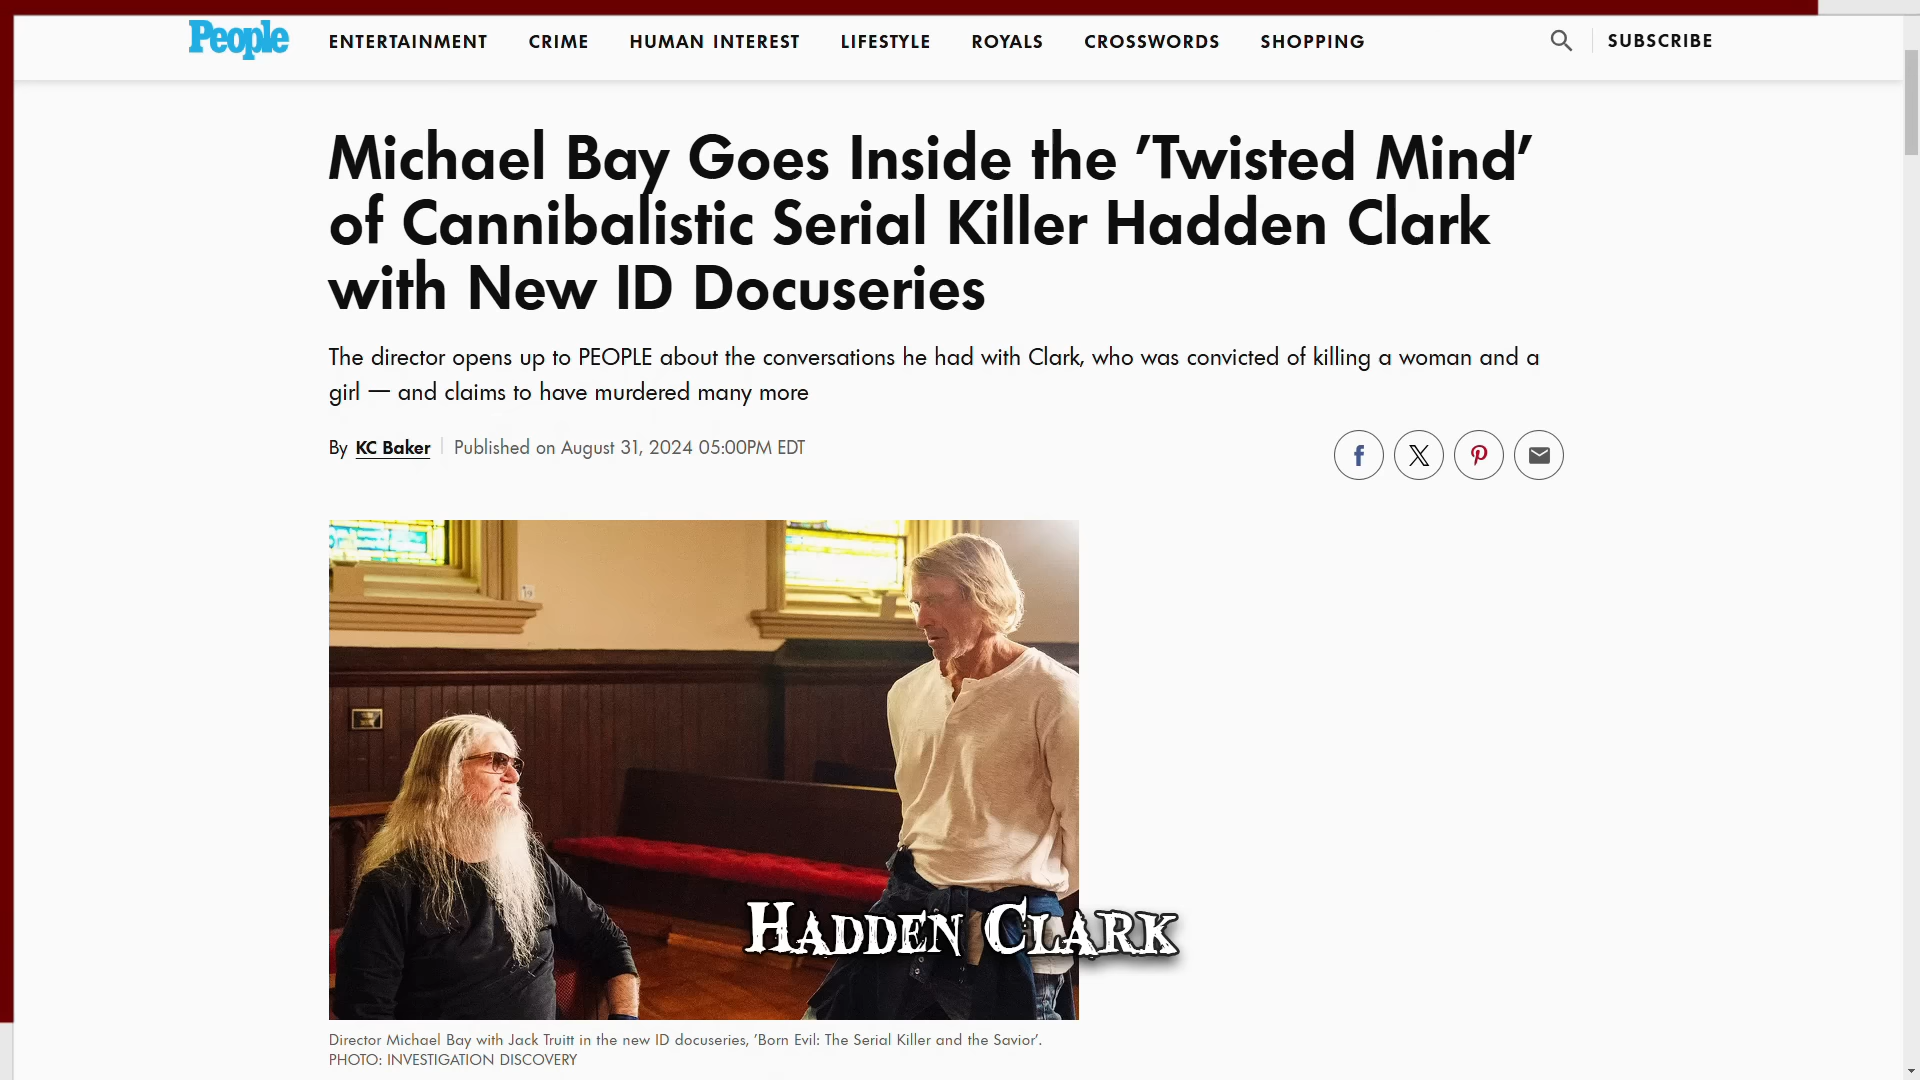 People
ENTERTAINMENT CRIME HUMAN INTEREST LIFESTYLE ROYALS CROSSWORDS SHOPPING SUBSCRIBE
Michael Bay Goes Inside the ’Twisted Mind’
of Cannibalistic Serial Killer Hadden Clark
with New ID Docuseries
The director opens up to PEOPLE about the conversations he had with Clark, who was convicted of killing a woman and a
girl — and claims to have murdered many more
By KC Baker Published on August 31, 2024 05:00PM EDT
HADDEN CLARK
Director Michael Bay with Jack Truitt in the new ID docuseries, ’Born Evil: The Serial Killer and the Savior’.
PHOTO: INVESTIGATION DISCOVERY